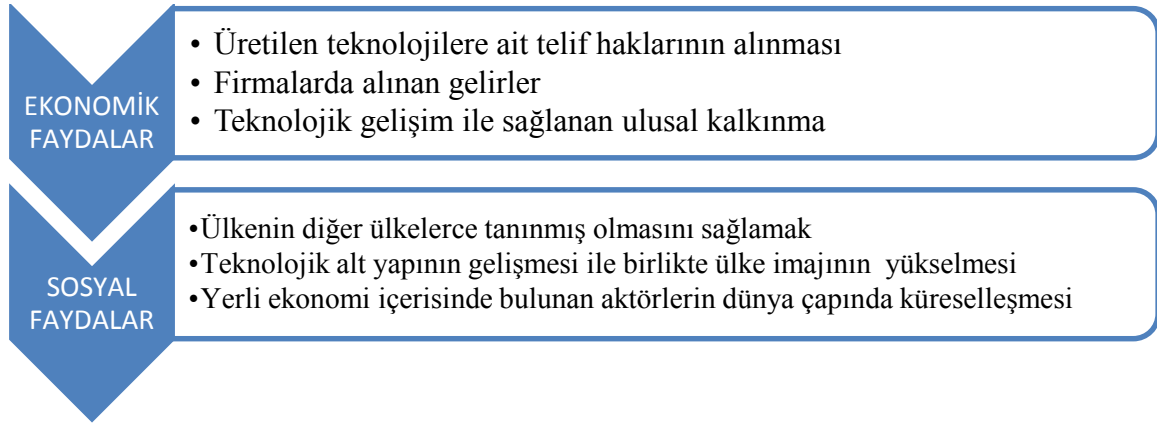 EKONOMİK
FAYDALAR
• Üretilen teknolojilere ait telif haklarının alınması
• Firmalarda alınan gelirler
• Teknolojik gelişim ile sağlanan ulusal kalkınma
SOSYAL
FAYDALAR
•Ülkenin diğer ülkelerce tanınmış olmasını sağlamak
•Teknolojik alt yapının gelişmesi ile birlikte ülke imajının yükselmesi
•Yerli ekonomi içerisinde bulunan aktörlerin dünya çapında küreselleşmesi